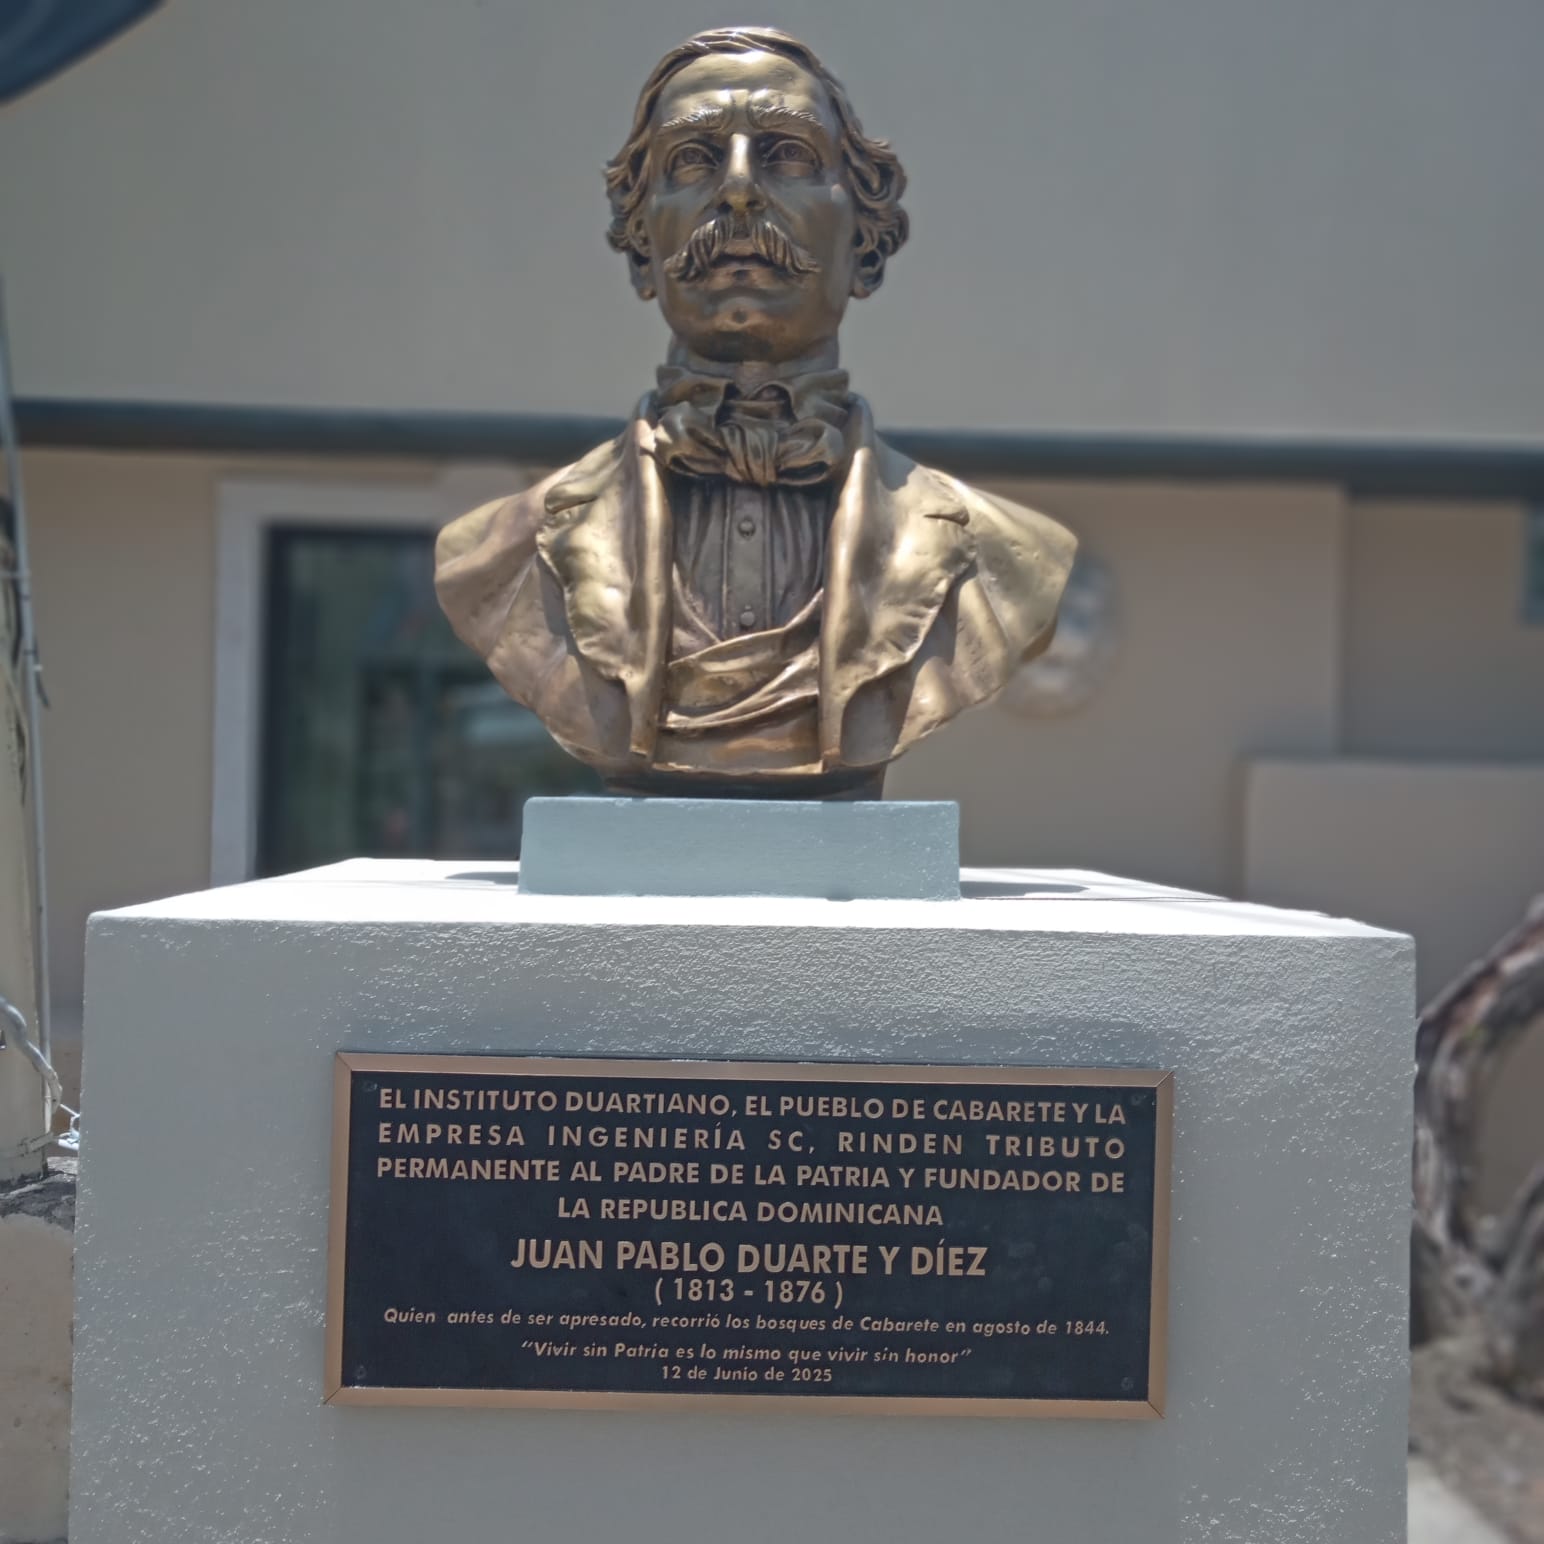 EL INSTITUTO DUARTIANO, EL PUEBLO DE CABARETE Y LA
EMPRESA INGENIERÍA SC, RINDEN TRIBUTO
PERMANENTE AL PADRE DE LA PATRIA Y FUNDADOR DE
LA REPUBLICA DOMINICANA
JUAN PABLO DUARTE Y DÍEZ
( 1813 - 1876 )
Quien antes de ser apresado, recorrió los bosques de Cabarete en agosto de 1844.
“Vivir sin Patria es lo mismo que vivir sin honor”
12 de Junio de 2025